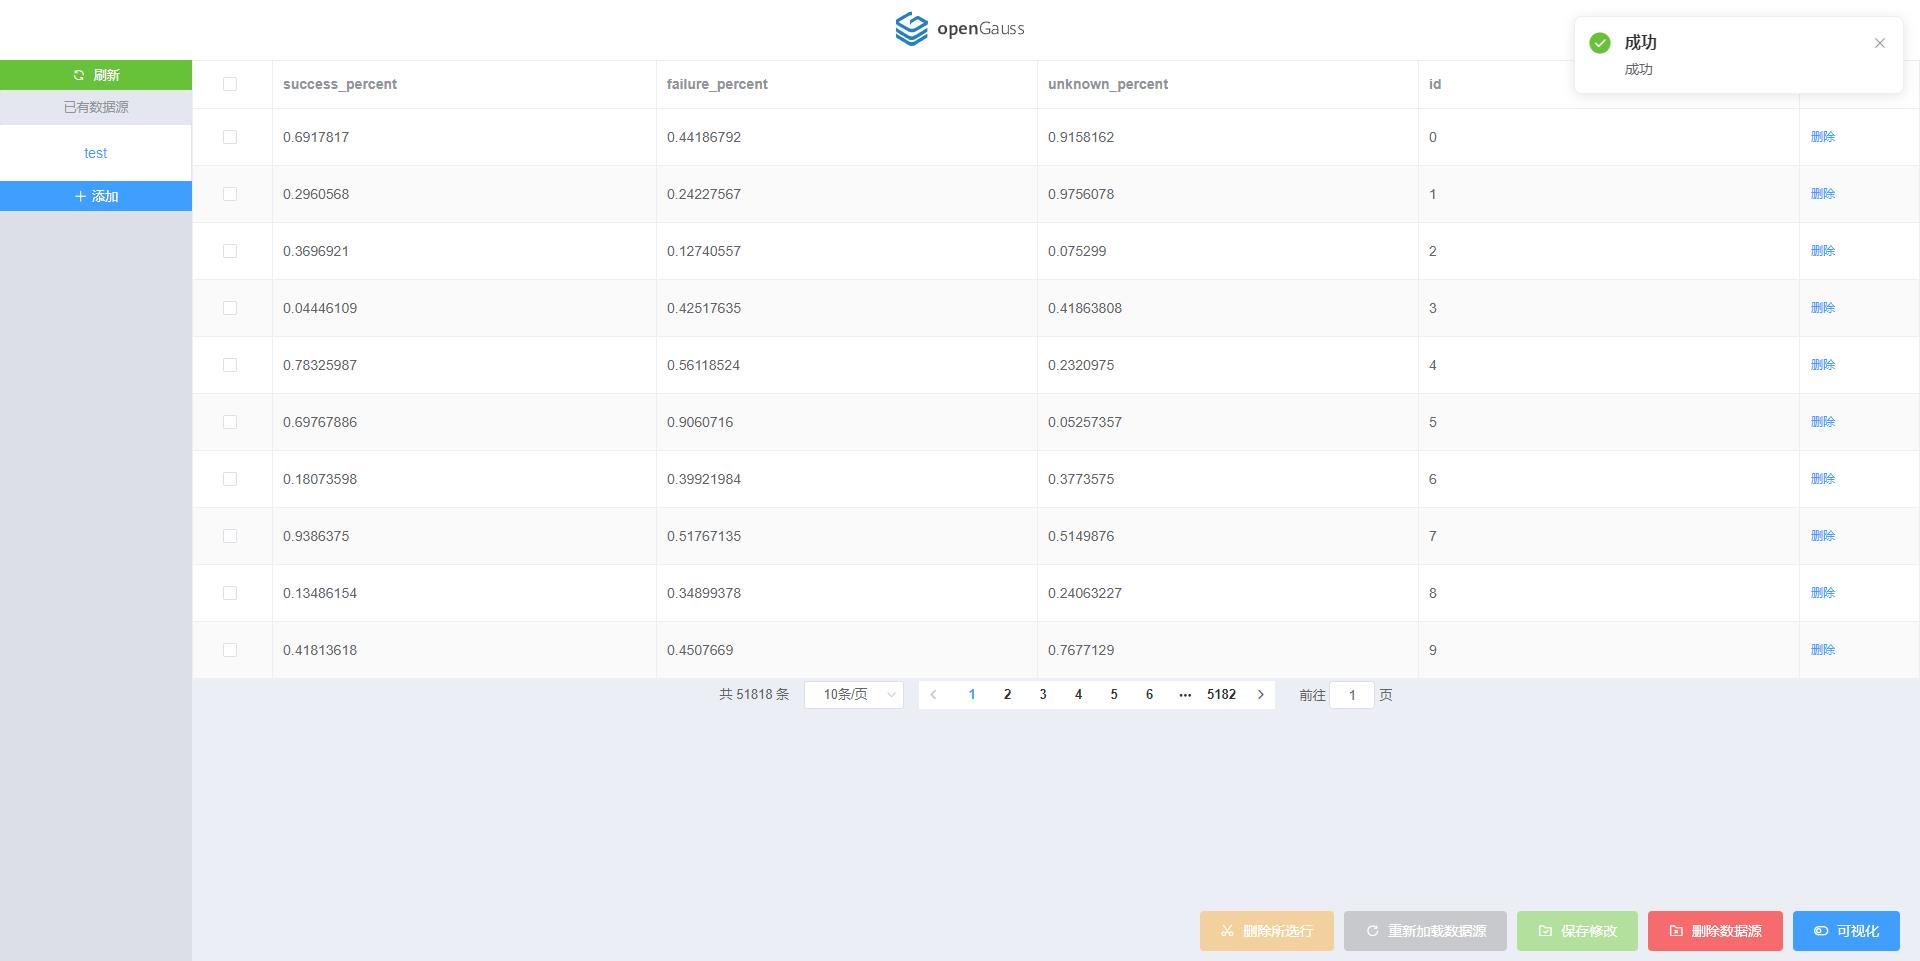 openGauss
成功
成功
刷新
已有数据源
test
添加
success_percent failure_percent unknown_percent id
0.6917817 0.44186792 0.9158162 0 删除
0.2960568 0.24227567 0.9756078 1 删除
0.3696921 0.12740557 0.075299 2 删除
0.04446109 0.42517635 0.41863808 3 删除
0.78325987 0.56118524 0.2320975 4 删除
0.69767886 0.9060716 0.05257357 5 删除
0.18073598 0.39921984 0.3773575 6 删除
0.9386375 0.51767135 0.5149876 7 删除
0.13486154 0.34899378 0.24063227 8 删除
0.41813618 0.4507669 0.7677129 9 删除
共 51818 条 10条/页 1 2 3 4 5 6 ••• 5182 前往 1 页
删除所选行 重新加载数据源 保存修改 删除数据源 可视化